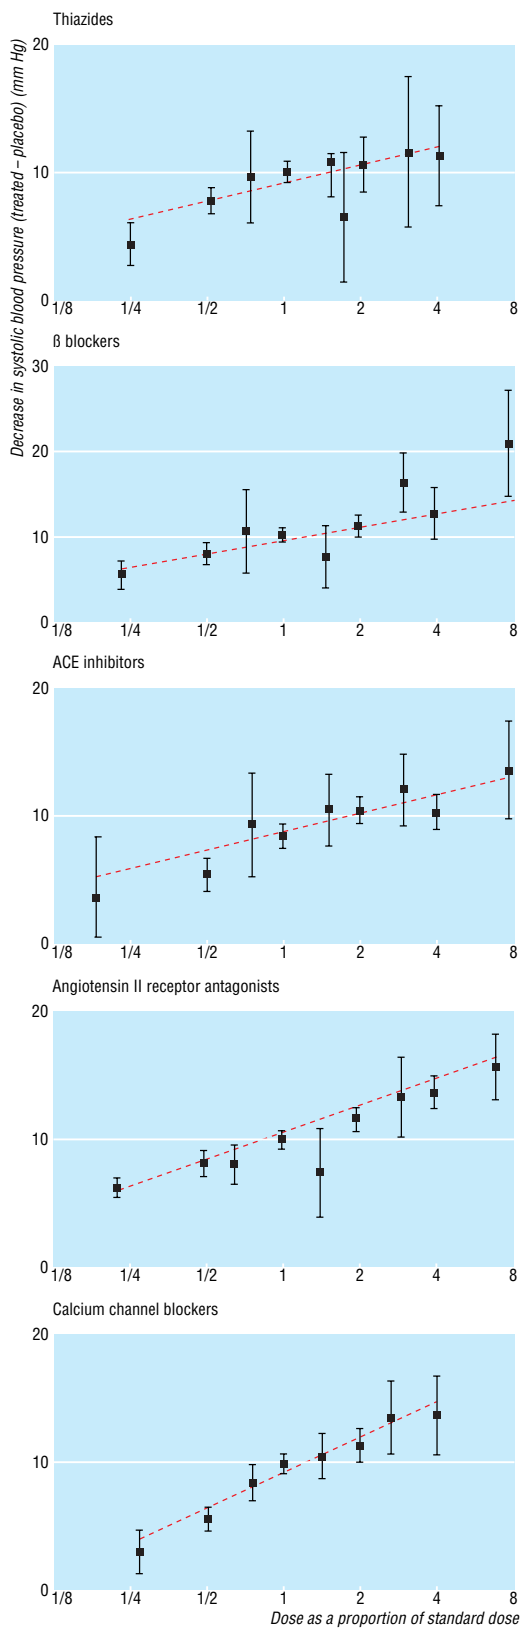 Thiazides
Decrease in systolic blood pressure (treated – placebo) (mm Hg)
20
10
0
1/8 1/4 1/2 1 2 4 8
ß blockers
30
20
10
0
1/8 1/4 1/2 1 2 4 8
ACE inhibitors
20
10
0
1/8 1/4 1/2 1 2 4 8
Angiotensin II receptor antagonists
20
10
0
1/8 1/4 1/2 1 2 4 8
Calcium channel blockers
20
10
0
1/8 1/4 1/2 1 2 4 8
Dose as a proportion of standard dose